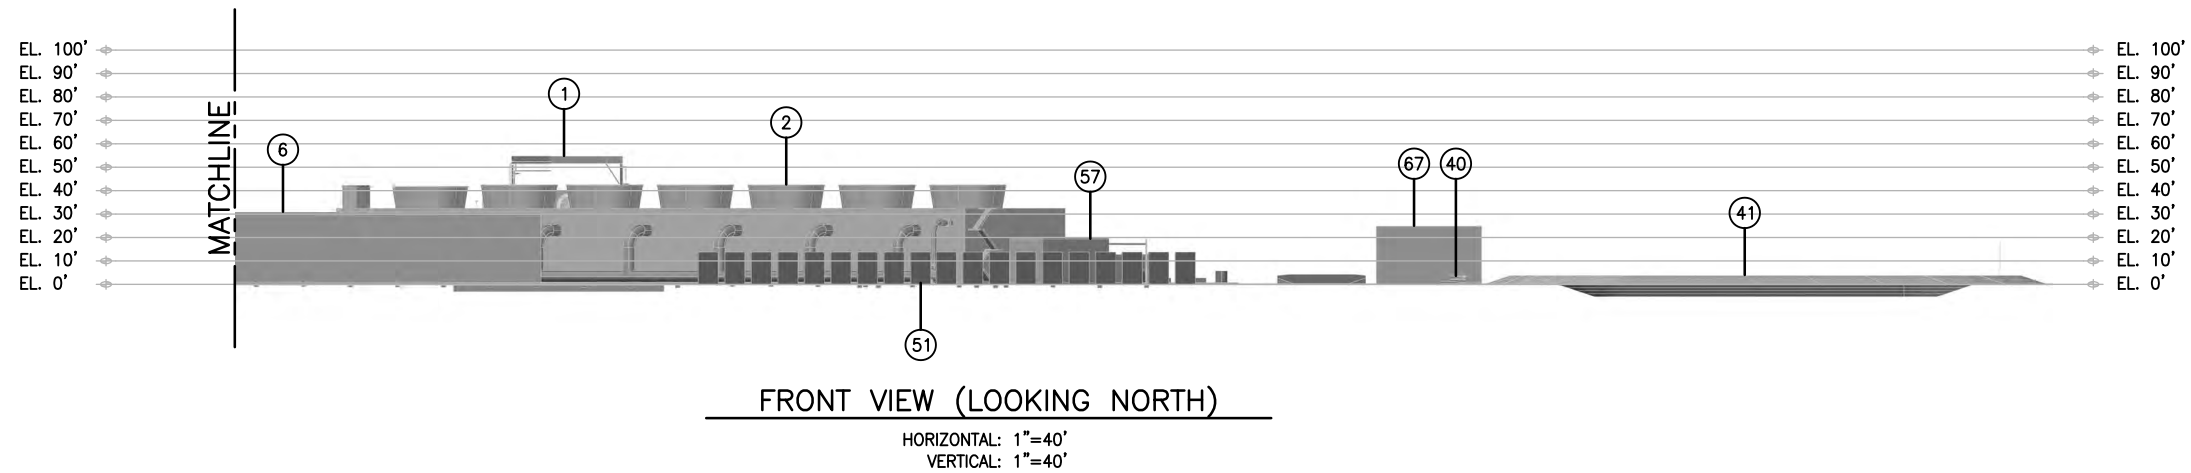 EL. 100' EL. 100'
EL. 90' EL. 90'
EL. 80' EL. 80'
EL. 70' EL. 70'
EL. 60' EL. 60'
EL. 50' EL. 50'
EL. 40' EL. 40'
EL. 30' EL. 30'
EL. 20' EL. 20'
EL. 10' EL. 10'
EL. 0' EL. 0'
MATCHLINE
6
1
2
57
67
40
41
51
FRONT VIEW (LOOKING NORTH)
HORIZONTAL: 1"=40'
VERTICAL: 1"=40'